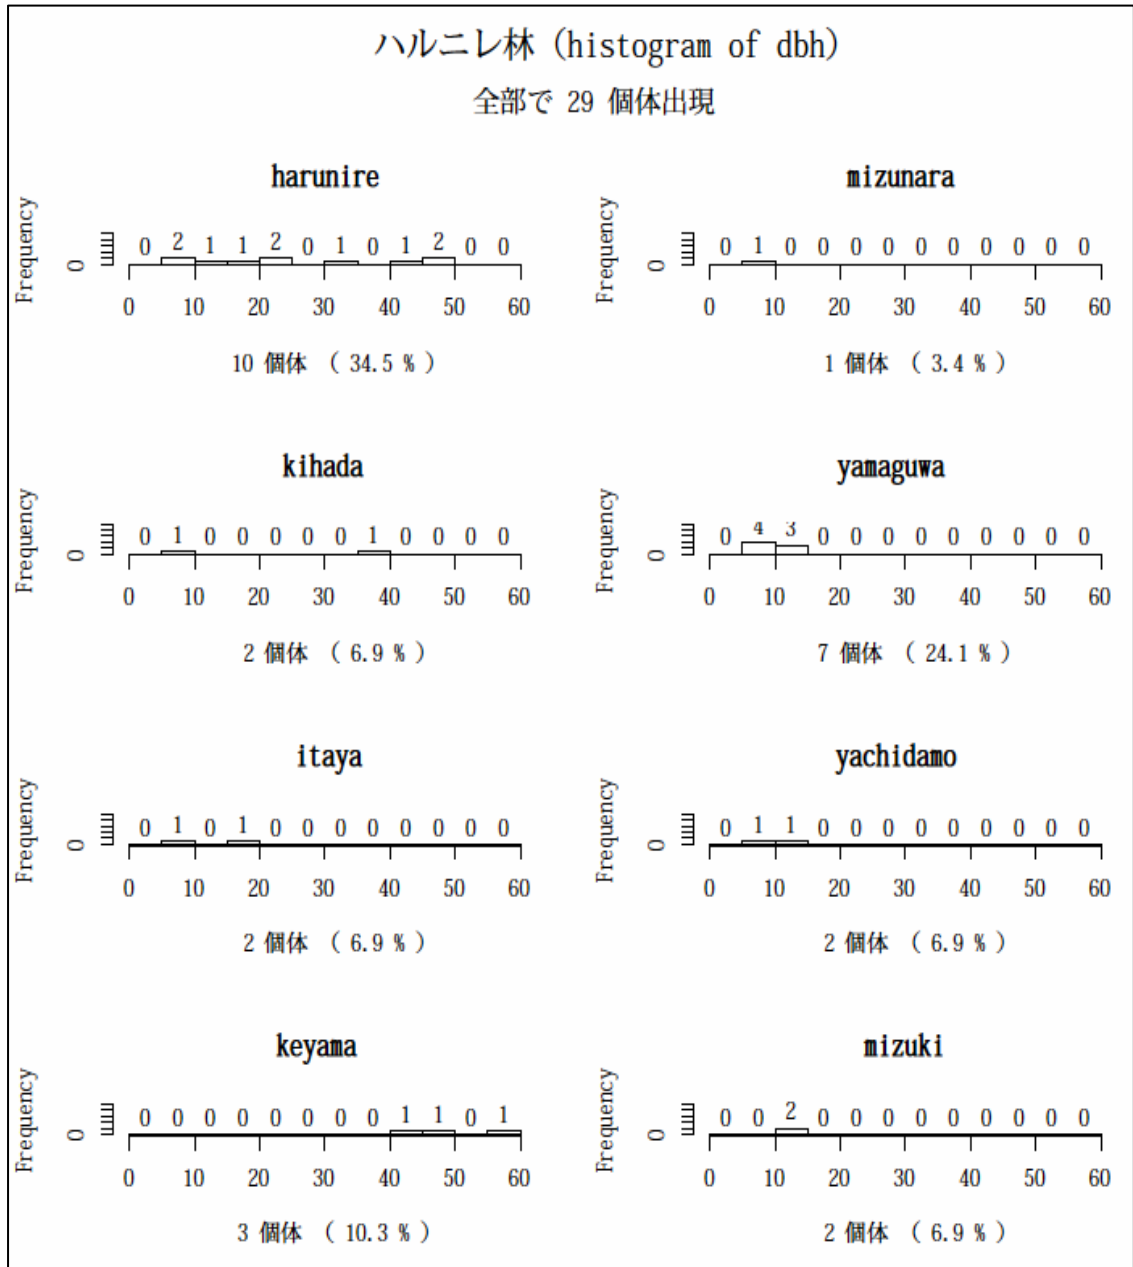 ハルニレ林 (histogram of dbh)
全部で 29 個体出現
harunire
Frequency
0
0 2 1 1 2 0 1 0 1 2 0 0
0 10 20 30 40 50 60
10 個体 ( 34.5 % )
mizunara
Frequency
0
0 1 0 0 0 0 0 0 0 0 0 0
0 10 20 30 40 50 60
1 個体 ( 3.4 % )
kihada
Frequency
0
0 1 0 0 0 0 0 1 0 0 0 0
0 10 20 30 40 50 60
2 個体 ( 6.9 % )
yamaguwa
Frequency
0
0 4 3 0 0 0 0 0 0 0 0 0
0 10 20 30 40 50 60
7 個体 ( 24.1 % )
itaya
Frequency
0
0 1 0 1 0 0 0 0 0 0 0 0
0 10 20 30 40 50 60
2 個体 ( 6.9 % )
yachidamo
Frequency
0
0 1 1 0 0 0 0 0 0 0 0 0
0 10 20 30 40 50 60
2 個体 ( 6.9 % )
keyama
Frequency
0
0 0 0 0 0 0 0 0 1 1 0 1
0 10 20 30 40 50 60
3 個体 ( 10.3 % )
mizuki
Frequency
0
0 0 2 0 0 0 0 0 0 0 0 0
0 10 20 30 40 50 60
2 個体 ( 6.9 % )